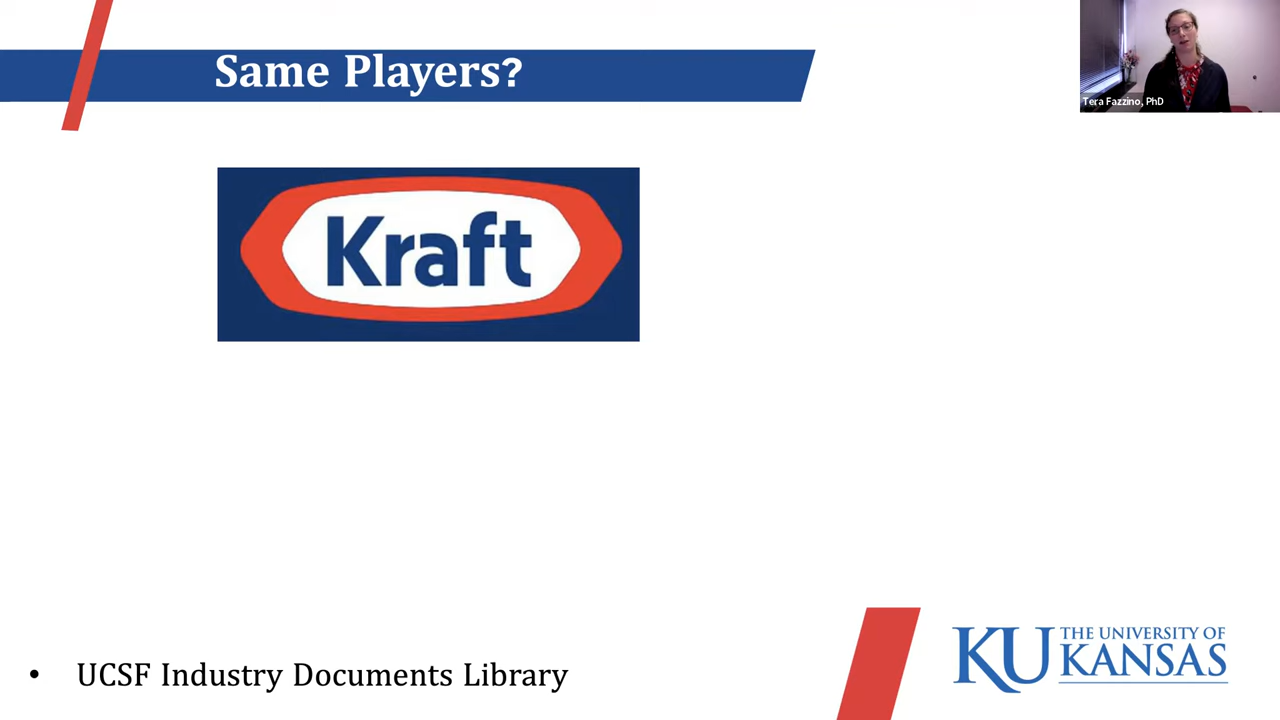 Same Players?
Tera Fazzino, PhD
Kraft
• UCSF Industry Documents Library
KU THE UNIVERSITY OF
KANSAS